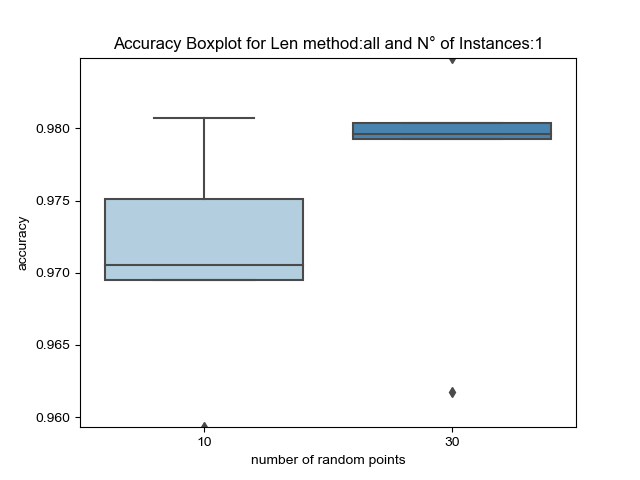 Accuracy Boxplot for Len method:all and N° of Instances:1
0.980
0.975
0.970
0.965
0.960
accuracy
10 30
number of random points